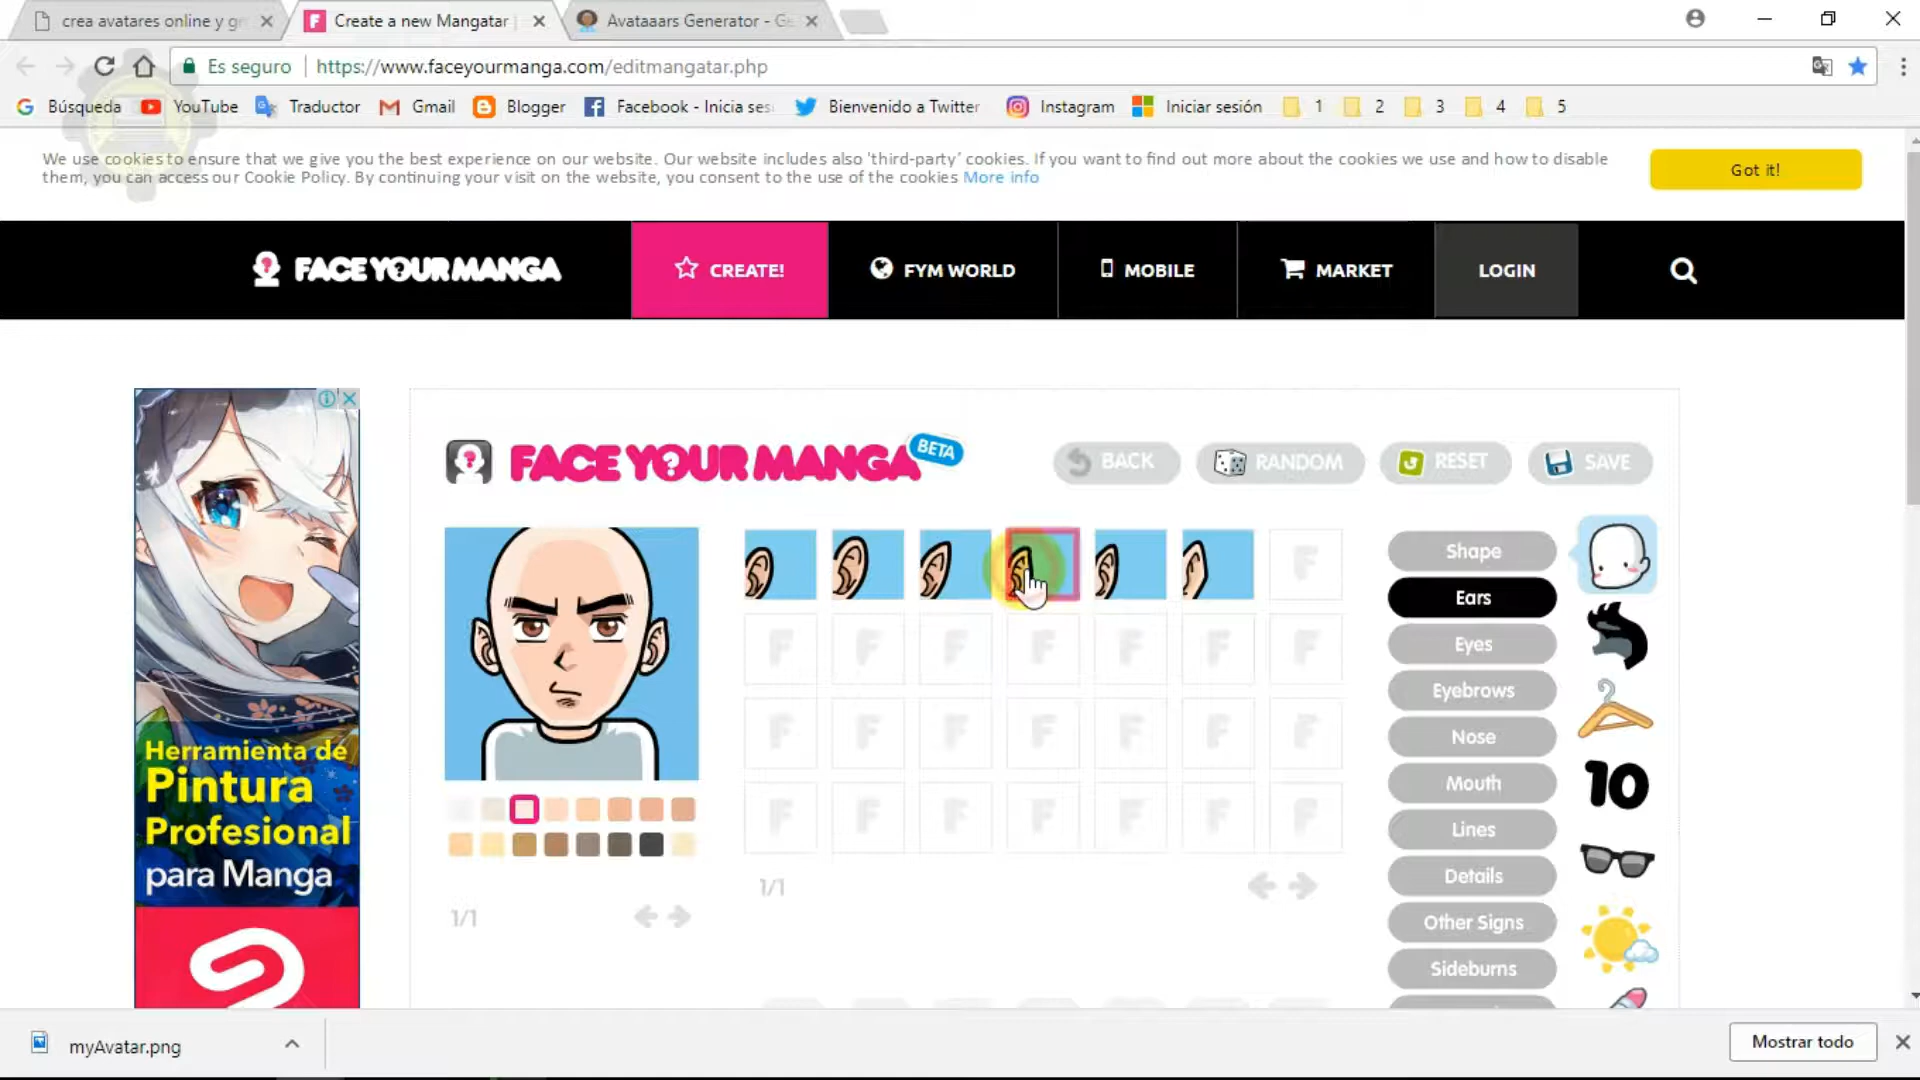 crea avatares online y gr
Create a new Mangatar
Avataaars Generator - Ge
Es seguro
https://www.faceyourmanga.com/editmangatar.php
Búsqueda
YouTube
Traductor
Gmail
Blogger
Facebook - Inicia ses
Bienvenido a Twitter
Instagram
Iniciar sesión
1
2
3
4
5
We use cookies to ensure that we give you the best experience on our website. Our website includes also 'third-party' cookies. If you want to find out more about the cookies we use and how to disable
them, you can access our Cookie Policy. By continuing your visit on the website, you consent to the use of the cookies More info
Got it!
FACE YOUR MANGA
CREATE!
FYM WORLD
MOBILE
MARKET
LOGIN
FACE YOUR MANGA
BETA
BACK
RANDOM
RESET
SAVE
Shape
Ears
Eyes
Eyebrows
Nose
Mouth
Lines
Details
Other Signs
Sideburns
10
1/1
1/1
Herramienta de
Pintura
Profesional
para Manga
myAvatar.png
Mostrar todo